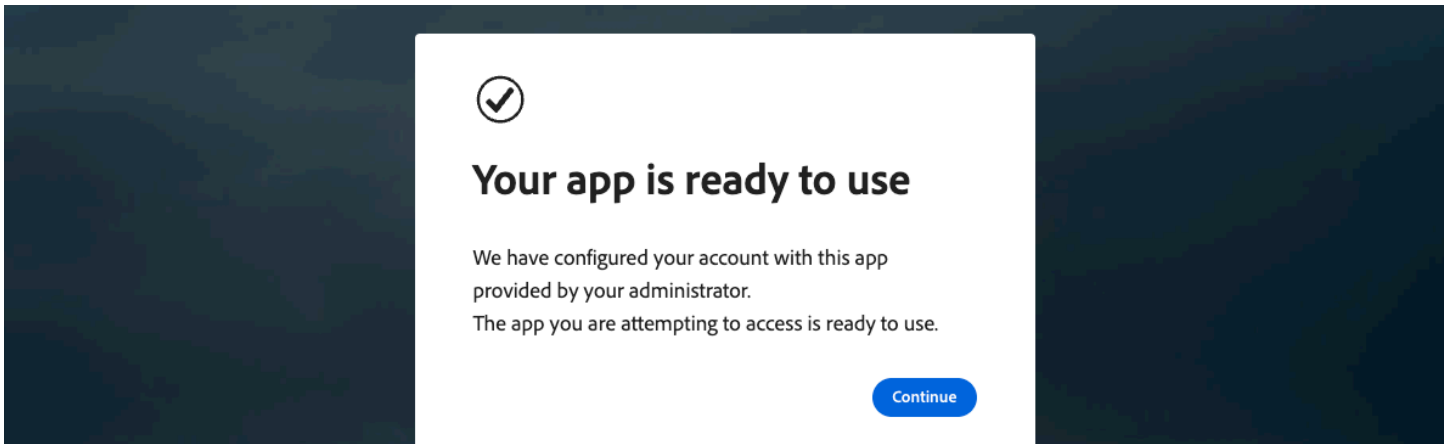 Your app is ready to use
We have configured your account with this app
provided by your administrator.
The app you are attempting to access is ready to use.
Continue